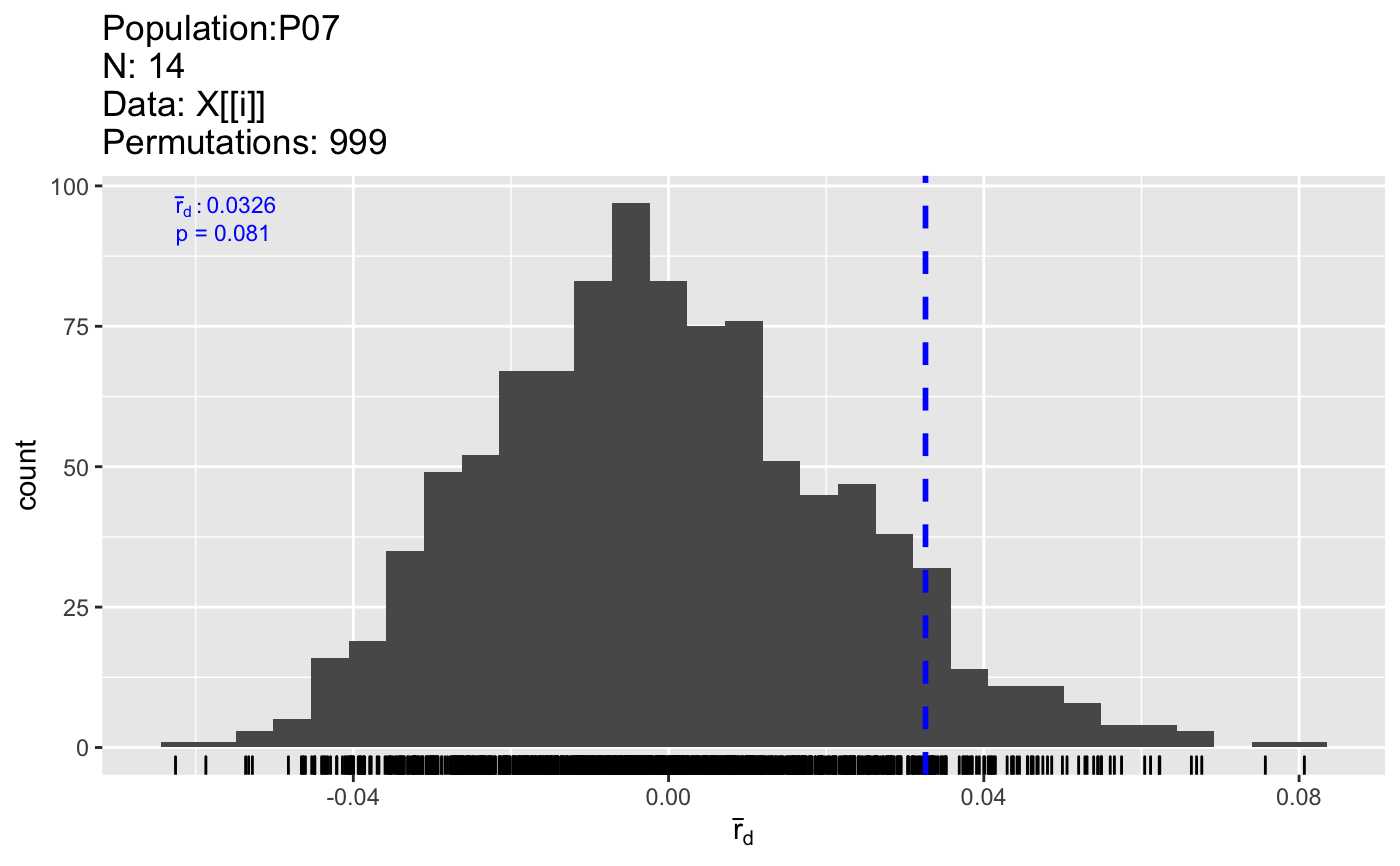 Population:P07
N: 14
Data: X[[i]]
Permutations: 999
r̄d : 0.0326
p = 0.081
count
100
75
50
25
0
-0.04
0.00
0.04
0.08
r̄d